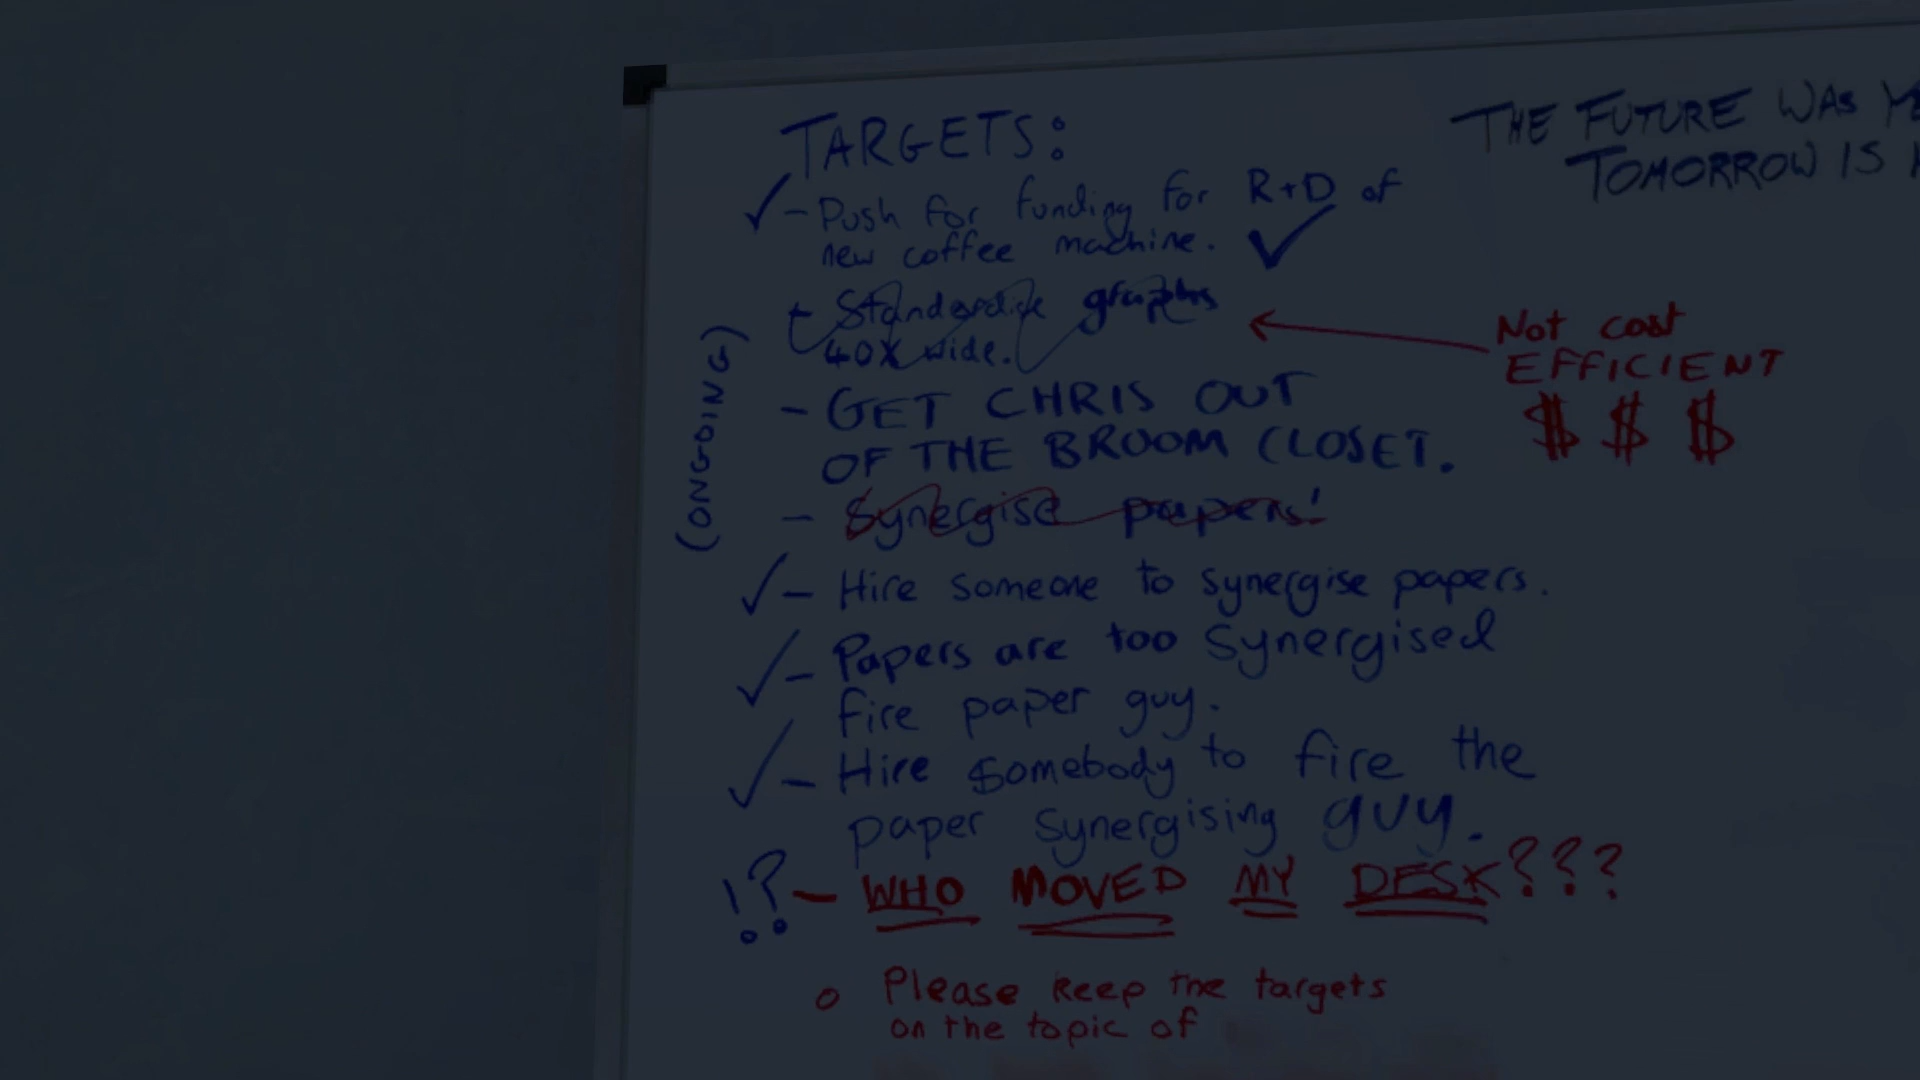 TARGETS:
- Push for funding for R+D of
new coffee machine.
- Standardise graphs
40x wide.
(ONGOING)
- GET CHRIS OUT
OF THE BROOM CLOSET.
- Synergise papers!
- Hire someone to synergise papers.
- Papers are too synergised
fire paper guy.
- Hire somebody to fire the
paper synergising guy.
!? - WHO MOVED MY DESK???
o Please keep the targets
on the topic of
THE FUTURE WAS
TOMORROW IS
Not cost
EFFICIENT
$ $ $